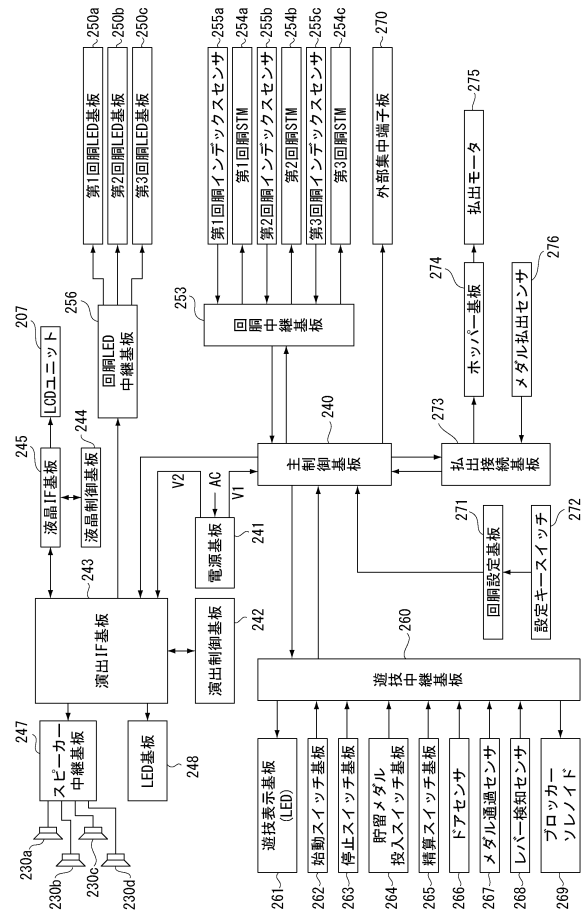 230a
230b
230c
230d
247
スピーカー
中継基板
LED基板
248
243
演出IF基板
演出制御基板
242
245
液晶IF基板
液晶制御基板
244
LCDユニット
207
256
回胴LED
中継基板
第1回胴LED基板
250a
第2回胴LED基板
250b
第3回胴LED基板
250c
V2
AC
V1
電源基板
241
253
回胴中継基板
第1回胴インデックスセンサ
255a
第1回胴STM
254a
第2回胴インデックスセンサ
255b
第2回胴STM
254b
第3回胴インデックスセンサ
255c
第3回胴STM
254c
外部集中端子板
270
240
主制御基板
273
払出接続基板
274
ホッパー基板
払出モータ
275
メダル払出センサ
276
271
回胴設定基板
設定キースイッチ
272
260
遊技中継基板
261
遊技表示基板
(LED)
262
始動スイッチ基板
263
停止スイッチ基板
264
貯留メダル
投入スイッチ基板
265
精算スイッチ基板
266
ドアセンサ
267
メダル通過センサ
268
レバー検知センサ
269
ブロッカー
ソレノイド